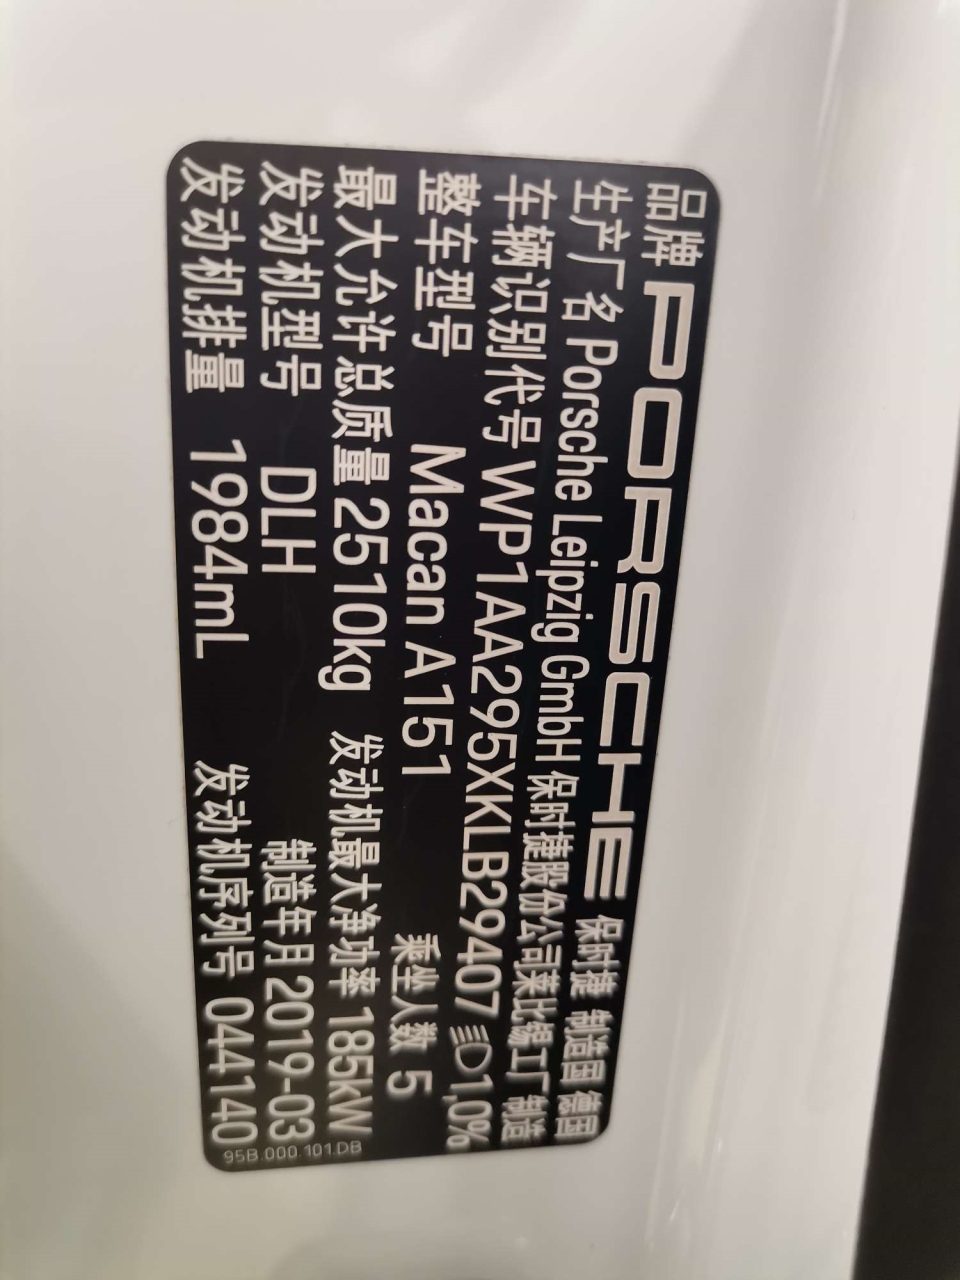 品牌 PORSCHE 保时捷 制造国 德国
生产厂名 Porsche Leipzig GmbH 保时捷股份公司莱比锡工厂 制造
车辆识别代号 WP1AA295XKLB29407 1,0%
整车型号 Macan A151 乘坐人数 5
最大允许总质量 2510kg 发动机最大净功率 185kW
发动机型号 DLH 制造年月 2019-03
发动机排量 1984mL 发动机序列号 044140
95B.000.101.DB